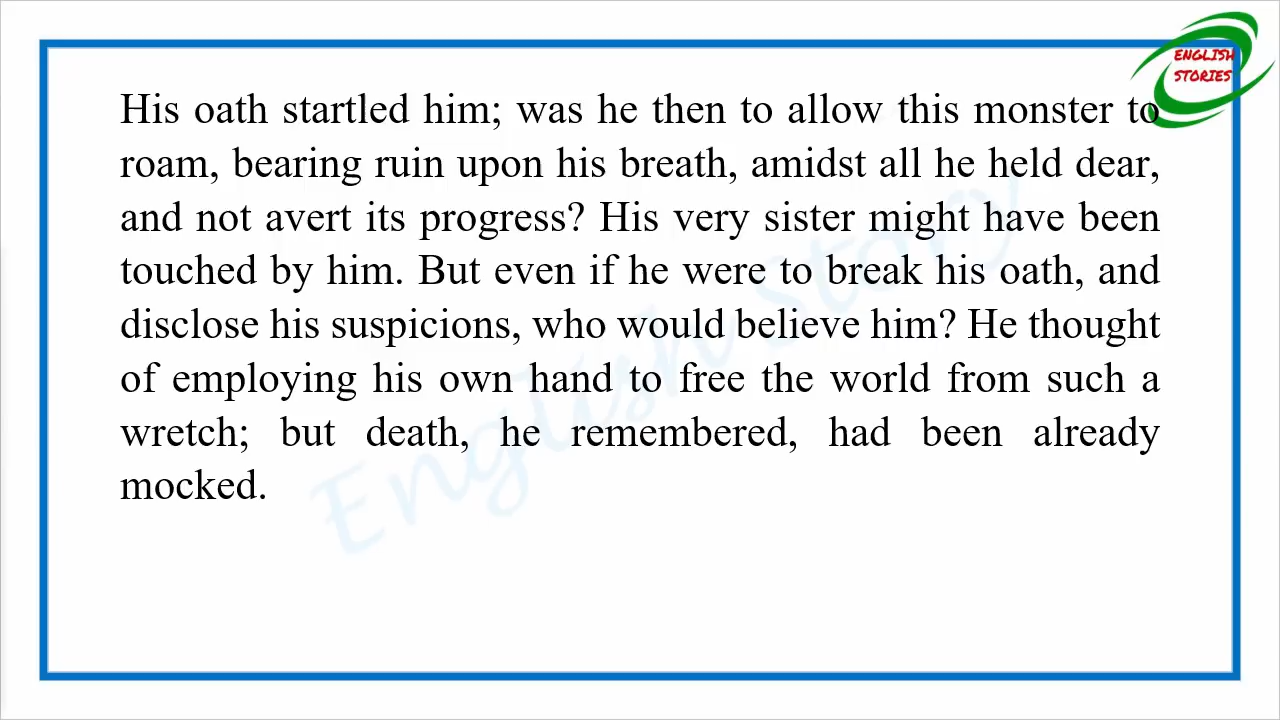 ENGLISH
STORIES
His oath startled him; was he then to allow this monster to
roam, bearing ruin upon his breath, amidst all he held dear,
and not avert its progress? His very sister might have been
touched by him. But even if he were to break his oath, and
disclose his suspicions, who would believe him? He thought
of employing his own hand to free the world from such a
wretch; but death, he remembered, had been already
mocked.
English Story